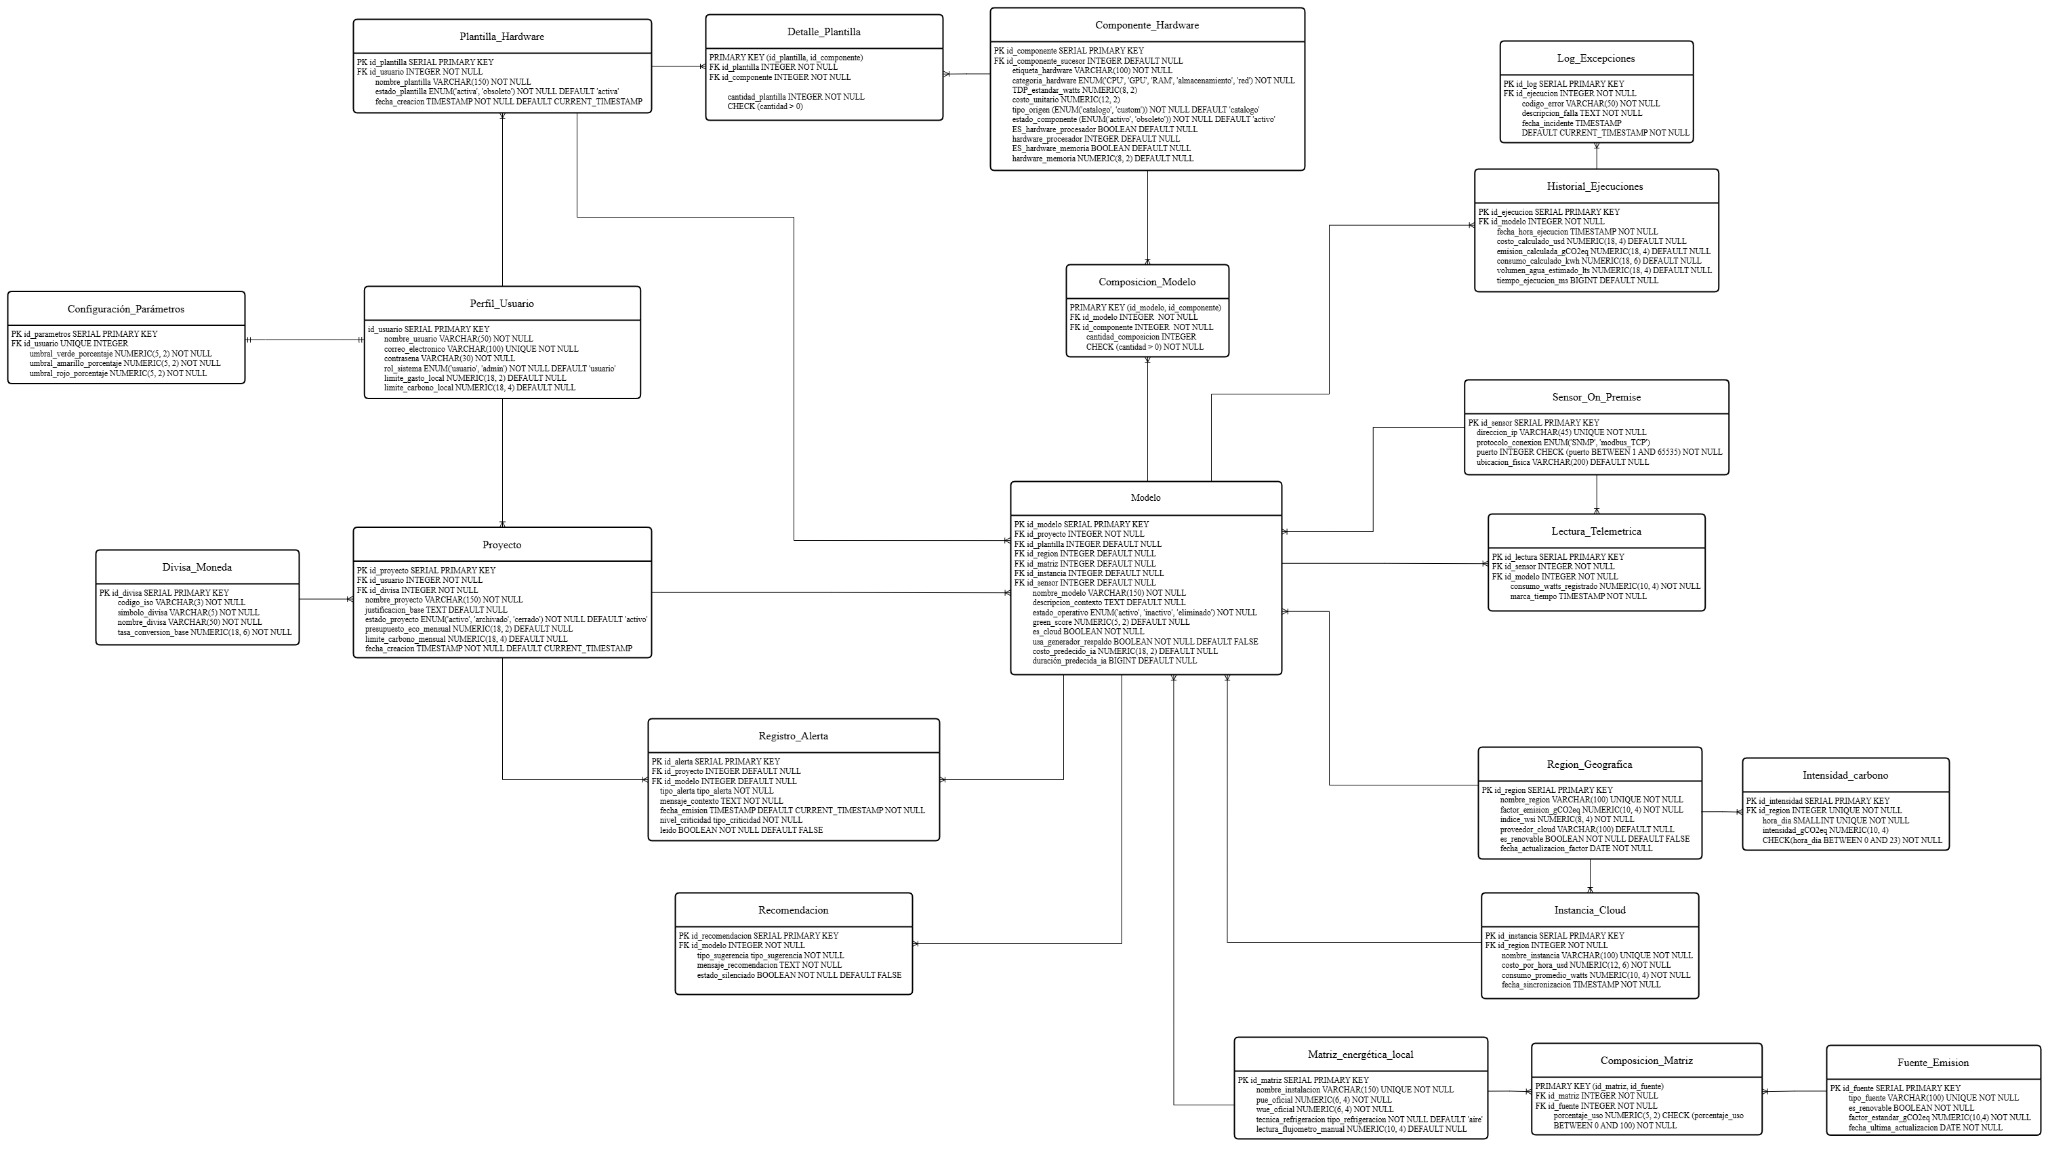 Plantilla_Hardware
PK id_plantilla SERIAL PRIMARY KEY
FK id_usuario INTEGER NOT NULL
nombre_plantilla VARCHAR(150) NOT NULL
estado_plantilla ENUM('activa', 'obsoleto') NOT NULL DEFAULT 'activa'
fecha_creacion TIMESTAMP NOT NULL DEFAULT CURRENT_TIMESTAMP
Detalle_Plantilla
PRIMARY KEY (id_plantilla, id_componente)
FK id_plantilla INTEGER NOT NULL
FK id_componente INTEGER NOT NULL
cantidad_plantilla INTEGER NOT NULL
CHECK (cantidad > 0)
Componente_Hardware
PK id_componente SERIAL PRIMARY KEY
FK id_componente_sucesor INTEGER DEFAULT NULL
etiqueta_hardware VARCHAR(100) NOT NULL
categoria_hardware ENUM('CPU', 'GPU', 'RAM', 'almacenamiento', 'red') NOT NULL
TDP_estandar_watts NUMERIC(8, 2)
costo_unitario NUMERIC(12, 2)
tipo_origen (ENUM('catalogo', 'custom')) NOT NULL DEFAULT 'catalogo'
estado_componente (ENUM('activo', 'obsoleto')) NOT NULL DEFAULT 'activo'
ES_hardware_procesador BOOLEAN DEFAULT NULL
hardware_procesador INTEGER DEFAULT NULL
ES_hardware_memoria BOOLEAN DEFAULT NULL
hardware_memoria NUMERIC(8, 2) DEFAULT NULL
Log_Excepciones
PK id_log SERIAL PRIMARY KEY
FK id_ejecucion INTEGER NOT NULL
codigo_error VARCHAR(50) NOT NULL
descripcion_falla TEXT NOT NULL
fecha_incidente TIMESTAMP
DEFAULT CURRENT_TIMESTAMP NOT NULL
Historial_Ejecuciones
PK id_ejecucion SERIAL PRIMARY KEY
FK id_modelo INTEGER NOT NULL
fecha_hora_ejecucion TIMESTAMP NOT NULL
costo_calculado_usd NUMERIC(18, 4) DEFAULT NULL
emision_calculada_gCO2eq NUMERIC(18, 4) DEFAULT NULL
consumo_calculado_kwh NUMERIC(18, 6) DEFAULT NULL
volumen_agua_estimado_lts NUMERIC(18, 4) DEFAULT NULL
tiempo_ejecucion_ms BIGINT DEFAULT NULL
Configuración_Parámetros
PK id_parametros SERIAL PRIMARY KEY
FK id_usuario UNIQUE INTEGER
umbral_verde_porcentaje NUMERIC(5, 2) NOT NULL
umbral_amarillo_porcentaje NUMERIC(5, 2) NOT NULL
umbral_rojo_porcentaje NUMERIC(5, 2) NOT NULL
Perfil_Usuario
id_usuario SERIAL PRIMARY KEY
nombre_usuario VARCHAR(50) NOT NULL
correo_electronico VARCHAR(100) UNIQUE NOT NULL
contrasena VARCHAR(30) NOT NULL
rol_sistema ENUM('usuario', 'admin') NOT NULL DEFAULT 'usuario'
limite_gasto_local NUMERIC(18, 2) DEFAULT NULL
limite_carbono_local NUMERIC(18, 4) DEFAULT NULL
Composicion_Modelo
PRIMARY KEY (id_modelo, id_componente)
FK id_modelo INTEGER NOT NULL
FK id_componente INTEGER NOT NULL
cantidad_composicion INTEGER
CHECK (cantidad > 0) NOT NULL
Sensor_On_Premise
PK id_sensor SERIAL PRIMARY KEY
direccion_ip VARCHAR(45) UNIQUE NOT NULL
protocolo_conexion ENUM('SNMP', 'modbus_TCP')
puerto INTEGER CHECK (puerto BETWEEN 1 AND 65535) NOT NULL
ubicacion_fisica VARCHAR(200) DEFAULT NULL
Divisa_Moneda
PK id_divisa SERIAL PRIMARY KEY
codigo_iso VARCHAR(3) NOT NULL
simbolo_divisa VARCHAR(5) NOT NULL
nombre_divisa VARCHAR(50) NOT NULL
tasa_conversion_base NUMERIC(18, 6) NOT NULL
Proyecto
PK id_proyecto SERIAL PRIMARY KEY
FK id_usuario INTEGER NOT NULL
FK id_divisa INTEGER NOT NULL
nombre_proyecto VARCHAR(150) NOT NULL
justificacion_base TEXT DEFAULT NULL
estado_proyecto ENUM('activo', 'archivado', 'cerrado') NOT NULL DEFAULT 'activo'
presupuesto_eco_mensual NUMERIC(18, 2) DEFAULT NULL
limite_carbono_mensual NUMERIC(18, 4) DEFAULT NULL
fecha_creacion TIMESTAMP NOT NULL DEFAULT CURRENT_TIMESTAMP
Modelo
PK id_modelo SERIAL PRIMARY KEY
FK id_proyecto INTEGER NOT NULL
FK id_plantilla INTEGER DEFAULT NULL
FK id_region INTEGER DEFAULT NULL
FK id_matriz INTEGER DEFAULT NULL
FK id_instancia INTEGER DEFAULT NULL
FK id_sensor INTEGER DEFAULT NULL
nombre_modelo VARCHAR(150) NOT NULL
descripcion_contexto TEXT DEFAULT NULL
estado_operativo ENUM('activo', 'inactivo', 'eliminado') NOT NULL
green_score NUMERIC(5, 2) DEFAULT NULL
es_cloud BOOLEAN NOT NULL
usa_generador_respaldo BOOLEAN NOT NULL DEFAULT FALSE
costo_predecido_ia NUMERIC(18, 2) DEFAULT NULL
duración_predecida_ia BIGINT DEFAULT NULL
Lectura_Telemetrica
PK id_lectura SERIAL PRIMARY KEY
FK id_sensor INTEGER NOT NULL
FK id_modelo INTEGER NOT NULL
consumo_watts_registrado NUMERIC(10, 4) NOT NULL
marca_tiempo TIMESTAMP NOT NULL
Registro_Alerta
PK id_alerta SERIAL PRIMARY KEY
FK id_proyecto INTEGER DEFAULT NULL
FK id_modelo INTEGER DEFAULT NULL
tipo_alerta tipo_alerta NOT NULL
mensaje_contexto TEXT NOT NULL
fecha_emision TIMESTAMP DEFAULT CURRENT_TIMESTAMP NOT NULL
nivel_criticidad tipo_criticidad NOT NULL
leido BOOLEAN NOT NULL DEFAULT FALSE
Region_Geografica
PK id_region SERIAL PRIMARY KEY
nombre_region VARCHAR(100) UNIQUE NOT NULL
factor_emision_gCO2eq NUMERIC(10, 4) NOT NULL
indice_wsi NUMERIC(8, 4) NOT NULL
proveedor_cloud VARCHAR(100) DEFAULT NULL
es_renovable BOOLEAN NOT NULL DEFAULT FALSE
fecha_actualizacion_factor DATE NOT NULL
Intensidad_carbono
PK id_intensidad SERIAL PRIMARY KEY
FK id_region INTEGER UNIQUE NOT NULL
hora_dia SMALLINT UNIQUE NOT NULL
intensidad_gCO2eq NUMERIC(10, 4)
CHECK(hora_dia BETWEEN 0 AND 23) NOT NULL
Recomendacion
PK id_recomendacion SERIAL PRIMARY KEY
FK id_modelo INTEGER NOT NULL
tipo_sugerencia tipo_sugerencia NOT NULL
mensaje_recomendacion TEXT NOT NULL
estado_silenciado BOOLEAN NOT NULL DEFAULT FALSE
Instancia_Cloud
PK id_instancia SERIAL PRIMARY KEY
FK id_region INTEGER NOT NULL
nombre_instancia VARCHAR(100) UNIQUE NOT NULL
costo_por_hora_usd NUMERIC(12, 6) NOT NULL
consumo_promedio_watts NUMERIC(10, 4) NOT NULL
fecha_sincronizacion TIMESTAMP NOT NULL
Matriz_energética_local
PK id_matriz SERIAL PRIMARY KEY
nombre_instalacion VARCHAR(150) UNIQUE NOT NULL
pue_oficial NUMERIC(6, 4) NOT NULL
wue_oficial NUMERIC(6, 4) NOT NULL
tecnica_refrigeracion tipo_refrigeracion NOT NULL DEFAULT 'aire'
lectura_flujometro_manual NUMERIC(10, 4) DEFAULT NULL
Composicion_Matriz
PRIMARY KEY (id_matriz, id_fuente)
FK id_matriz INTEGER NOT NULL
FK id_fuente INTEGER NOT NULL
porcentaje_uso NUMERIC(5, 2) CHECK (porcentaje_uso
BETWEEN 0 AND 100) NOT NULL
Fuente_Emision
PK id_fuente SERIAL PRIMARY KEY
tipo_fuente VARCHAR(100) UNIQUE NOT NULL
es_renovable BOOLEAN NOT NULL
factor_estandar_gCO2eq NUMERIC(10,4) NOT NULL
fecha_ultima_actualizacion DATE NOT NULL